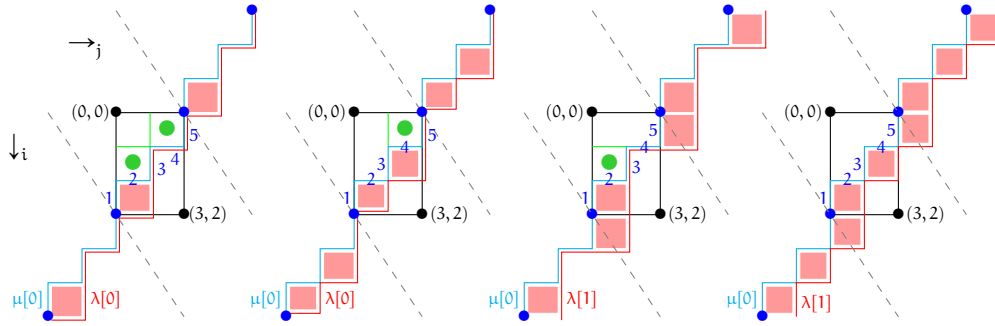 →j
(0, 0) (0, 0) (0, 0) (0, 0)
↓i
5 5 5 5
4 4 4 4
3 3 3 3
2 2 2 2
1 1 1 1
(3, 2) (3, 2) (3, 2) (3, 2)
μ[0] λ[0] μ[0] λ[0] μ[0] λ[1] μ[0] λ[1]